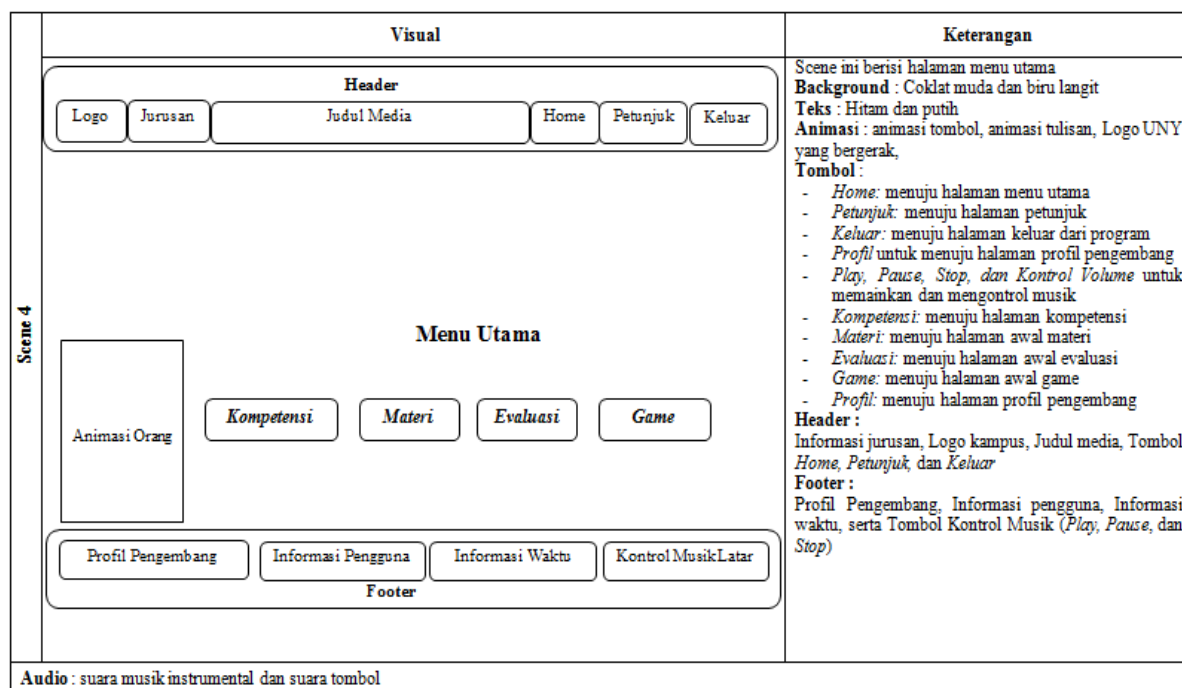 Visual
Keterangan
Scene 4
Header
Logo
Jurusan
Judul Media
Home
Petunjuk
Keluar
Menu Utama
Animasi Orang
Kompetensi
Materi
Evaluasi
Game
Profil Pengembang
Informasi Pengguna
Informasi Waktu
Kontrol Musik Latar
Footer
Scene ini berisi halaman menu utama
Background : Coklat muda dan biru langit
Teks : Hitam dan putih
Animasi : animasi tombol, animasi tulisan, Logo UNY
yang bergerak,
Tombol :
- Home: menuju halaman menu utama
- Petunjuk: menuju halaman petunjuk
- Keluar: menuju halaman keluar dari program
- Profil untuk menuju halaman profil pengembang
- Play, Pause, Stop, dan Kontrol Volume untuk
memainkan dan mengontrol musik
- Kompetensi: menuju halaman kompetensi
- Materi: menuju halaman awal materi
- Evaluasi: menuju halaman awal evaluasi
- Game: menuju halaman awal game
- Profil: menuju halaman profil pengembang
Header :
Informasi jurusan, Logo kampus, Judul media, Tombol
Home, Petunjuk, dan Keluar
Footer :
Profil Pengembang, Informasi pengguna, Informasi
waktu, serta Tombol Kontrol Musik (Play, Pause, dan
Stop)
Audio : suara musik instrumental dan suara tombol